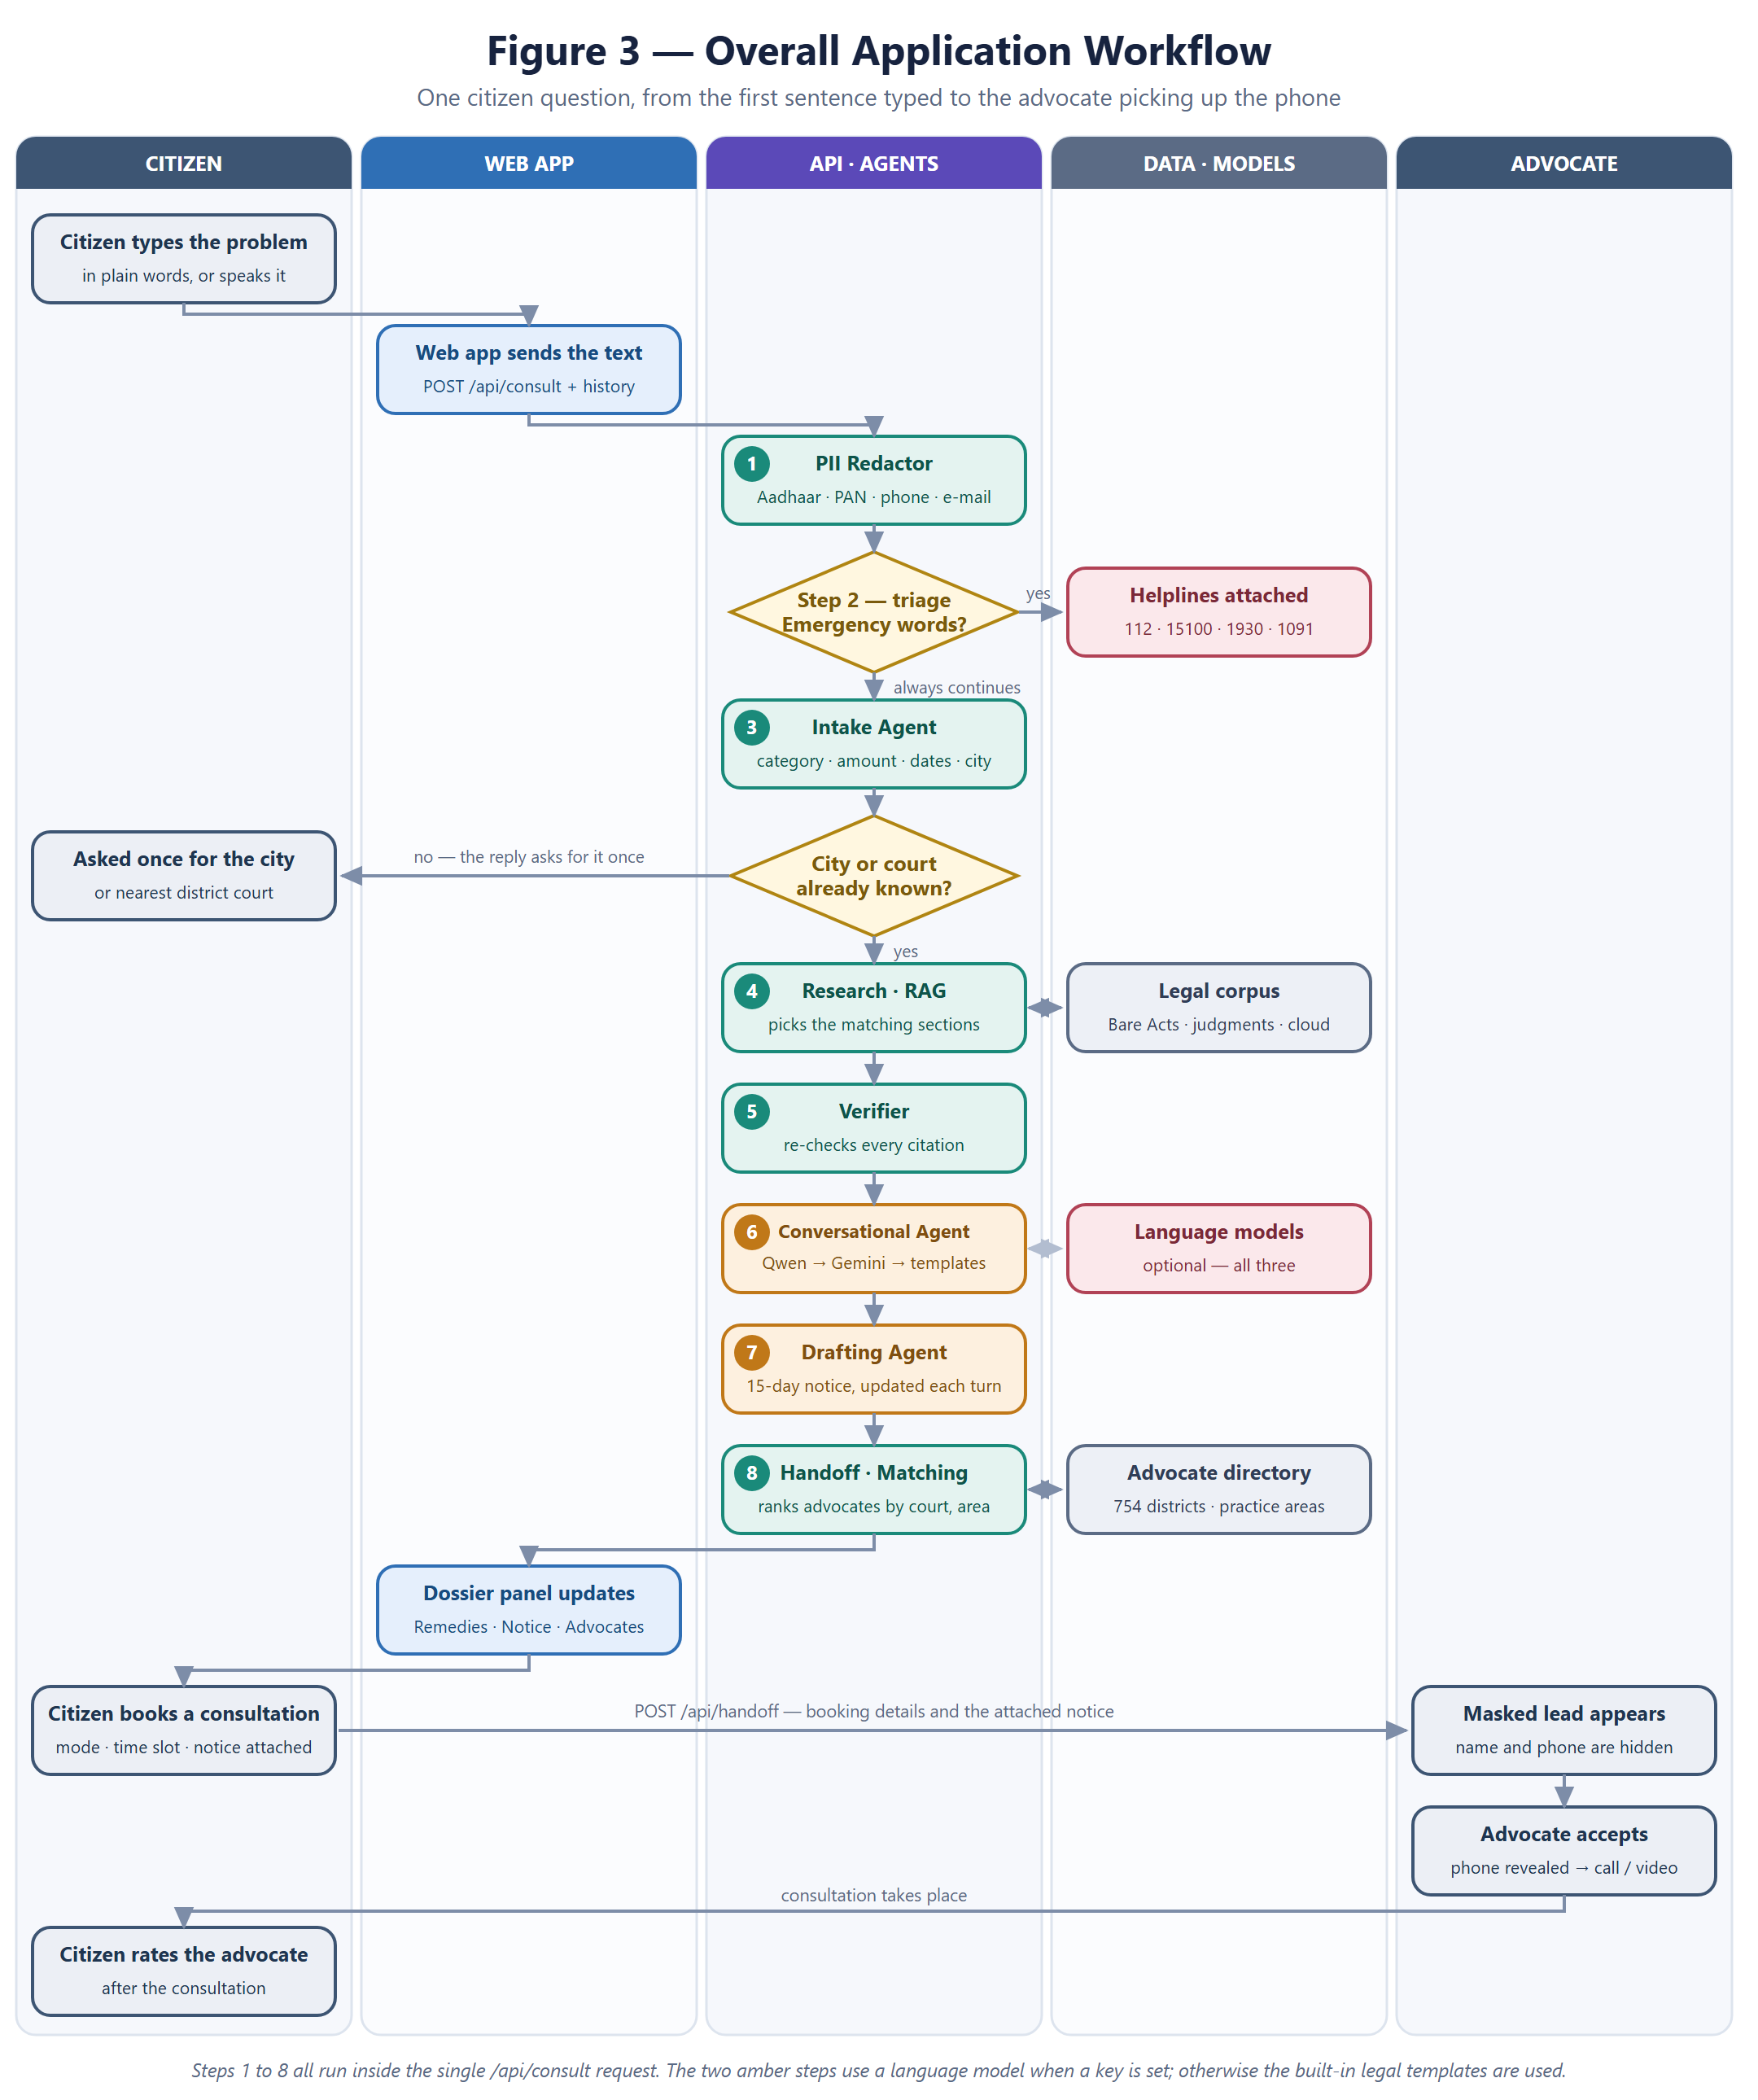 Figure 3 — Overall Application Workflow
One citizen question, from the first sentence typed to the advocate picking up the phone
CITIZEN
WEB APP
API · AGENTS
DATA · MODELS
ADVOCATE
Citizen types the problem
in plain words, or speaks it
Web app sends the text
POST /api/consult + history
1
PII Redactor
Aadhaar · PAN · phone · e-mail
Step 2 — triage
Emergency words?
yes
Helplines attached
112 · 15100 · 1930 · 1091
always continues
3
Intake Agent
category · amount · dates · city
City or court
already known?
no — the reply asks for it once
Asked once for the city
or nearest district court
yes
4
Research · RAG
picks the matching sections
Legal corpus
Bare Acts · judgments · cloud
5
Verifier
re-checks every citation
6
Conversational Agent
Qwen → Gemini → templates
Language models
optional — all three
7
Drafting Agent
15-day notice, updated each turn
8
Handoff · Matching
ranks advocates by court, area
Advocate directory
754 districts · practice areas
Dossier panel updates
Remedies · Notice · Advocates
Citizen books a consultation
mode · time slot · notice attached
POST /api/handoff — booking details and the attached notice
Masked lead appears
name and phone are hidden
Advocate accepts
phone revealed → call / video
consultation takes place
Citizen rates the advocate
after the consultation
Steps 1 to 8 all run inside the single /api/consult request. The two amber steps use a language model when a key is set; otherwise the built-in legal templates are used.